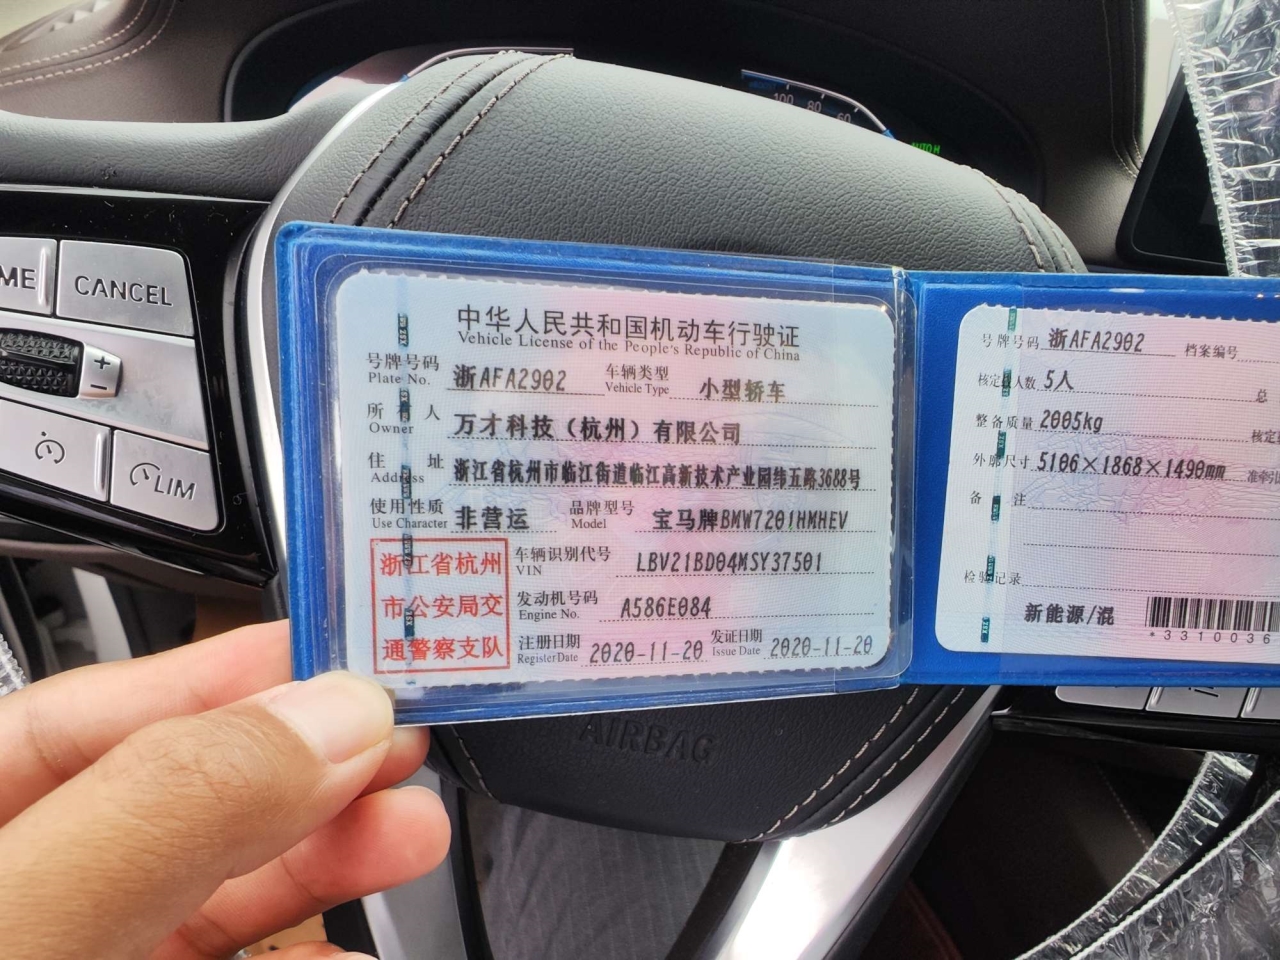 100 80 60
ME
CANCEL
+
−
LIM
中华人民共和国机动车行驶证
Vehicle License of the People's Republic of China
号牌号码 浙AFA2902 车辆类型 小型轿车
Plate No. Vehicle Type
所有人 万才科技（杭州）有限公司
Owner
住址 浙江省杭州市临江街道临江高新技术产业园纬五路3688号
Address
使用性质 非营运 品牌型号 宝马牌BMW7201HMHEV
Use Character Model
浙江省杭州
市公安局交
通警察支队
车辆识别代号 LBV21BD04MSY37501
VIN
发动机号码 A586E084
Engine No.
注册日期 2020-11-20 发证日期 2020-11-20
Register Date Issue Date
号牌号码 浙AFA2902 档案编号
核定载人数 5人 总
整备质量 2005kg 核定
外廓尺寸 5106×1868×1490mm 准牵引
备注
检验记录
新能源/混
*3310036
AIRBAG